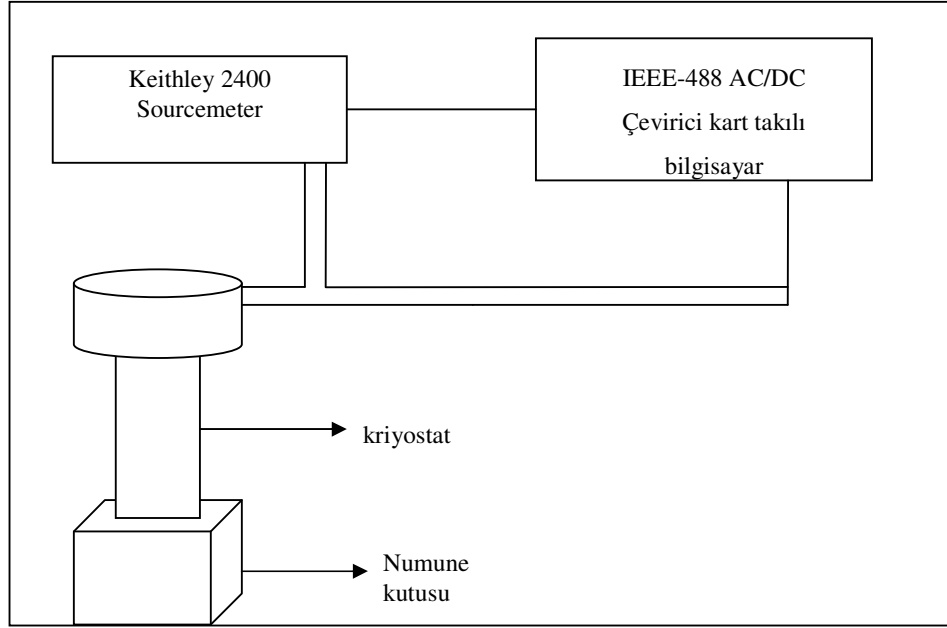 Keithley 2400
Sourcemeter
IEEE-488 AC/DC
Çevirici kart takılı
bilgisayar
kriyostat
Numune
kutusu